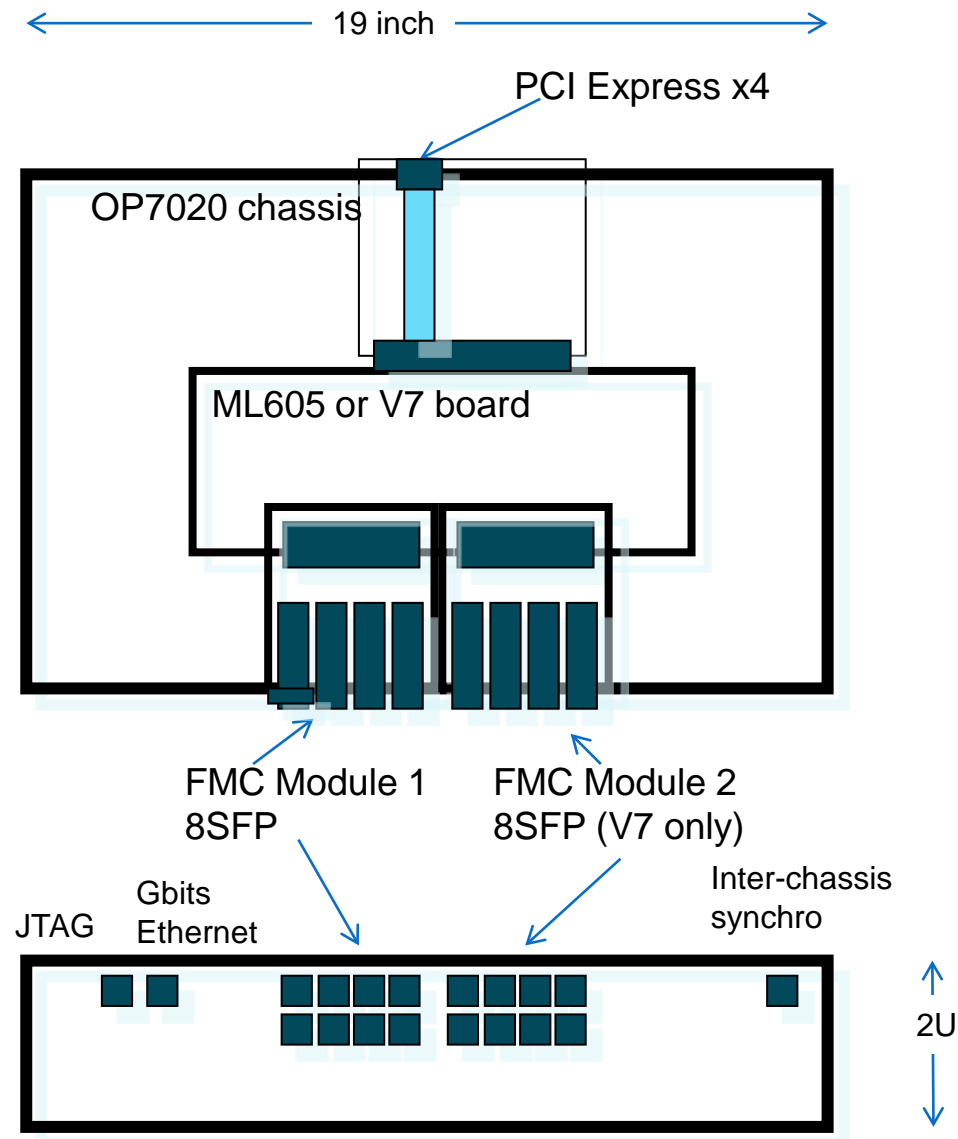 19 inch
PCI Express x4
OP7020 chassis
ML605 or V7 board
FMC Module 1
8SFP
FMC Module 2
8SFP (V7 only)
JTAG
Gbits
Ethernet
Inter-chassis
synchro
2U